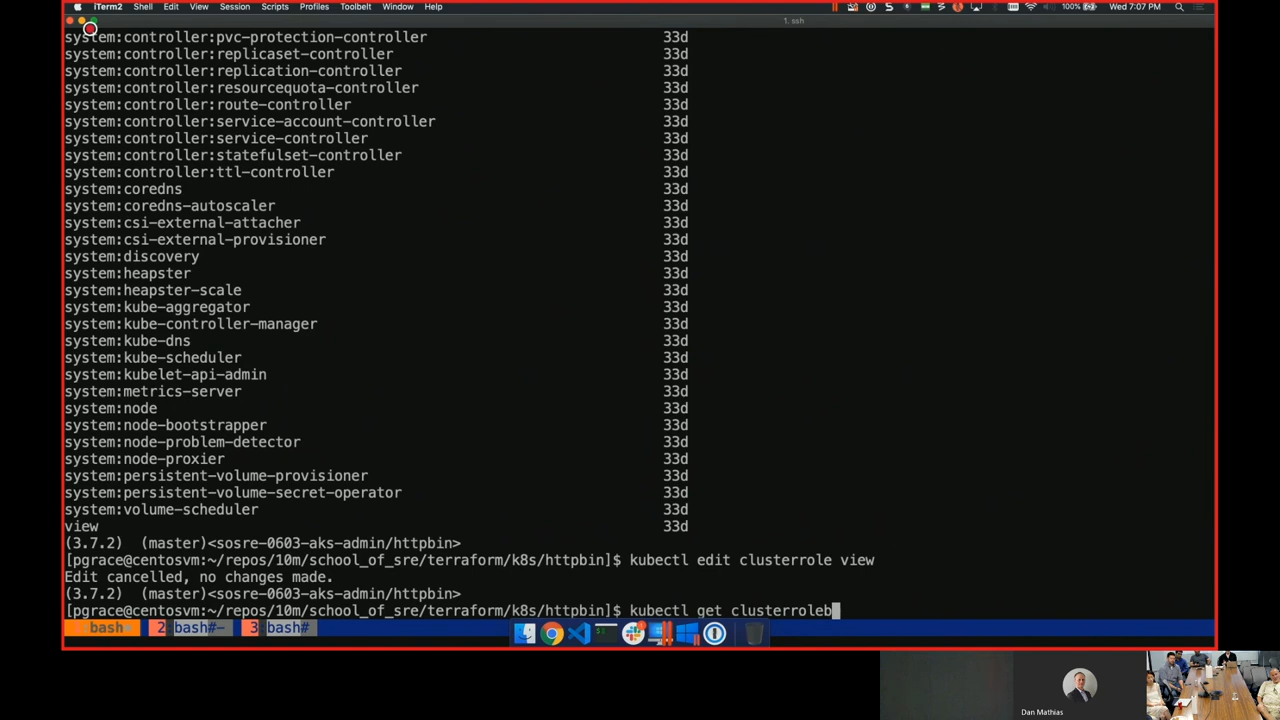 iTerm2 Shell Edit View Session Scripts Profiles Toolbelt Window Help 100% Wed 7:07 PM
1. ssh
system:controller:pvc-protection-controller 33d
system:controller:replicaset-controller 33d
system:controller:replication-controller 33d
system:controller:resourcequota-controller 33d
system:controller:route-controller 33d
system:controller:service-account-controller 33d
system:controller:service-controller 33d
system:controller:statefulset-controller 33d
system:controller:ttl-controller 33d
system:coredns 33d
system:coredns-autoscaler 33d
system:csi-external-attacher 33d
system:csi-external-provisioner 33d
system:discovery 33d
system:heapster 33d
system:heapster-scale 33d
system:kube-aggregator 33d
system:kube-controller-manager 33d
system:kube-dns 33d
system:kube-scheduler 33d
system:kubelet-api-admin 33d
system:metrics-server 33d
system:node 33d
system:node-bootstrapper 33d
system:node-problem-detector 33d
system:node-proxier 33d
system:persistent-volume-provisioner 33d
system:persistent-volume-secret-operator 33d
system:volume-scheduler 33d
view 33d
(3.7.2) (master)<sosre-0603-aks-admin/httpbin>
[pgrace@centosvm:~/repos/10m/school_of_sre/terraform/k8s/httpbin]$ kubectl edit clusterrole view
Edit cancelled, no changes made.
(3.7.2) (master)<sosre-0603-aks-admin/httpbin>
[pgrace@centosvm:~/repos/10m/school_of_sre/terraform/k8s/httpbin]$ kubectl get clusterroleb
bash 2:bash#- 3:bash#
Dan Mathias